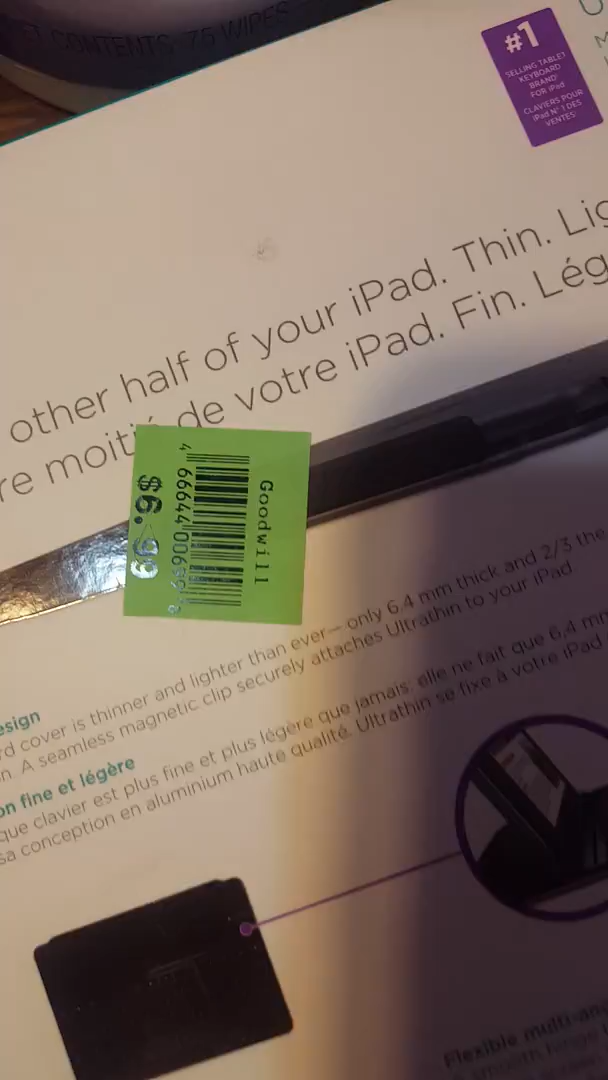 CONTENTS: 75 WIPES
#1
SELLING TABLET
KEYBOARD
BRAND
FOR iPad
CLAVIERS POUR
iPad N° 1 DES
VENTES
other half of your iPad. Thin. Lig
re moiti de votre iPad. Fin. Lég
Goodwill
$6.99
esign
rd cover is thinner and lighter than ever— only 6.4 mm thick and 2/3 the
n. A seamless magnetic clip securely attaches Ultrathin to your iPad
on fine et légère
que clavier est plus fine et plus légère que jamais: elle ne fait que 6,4 mm
sa conception en aluminium haute qualité. Ultrathin se fixe à votre iPad
Flexible multi-an